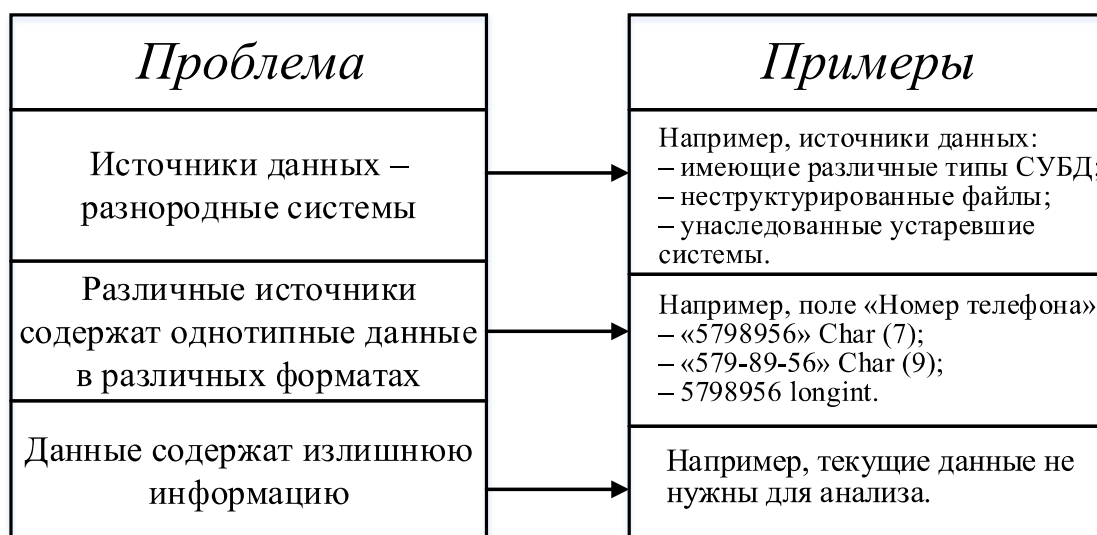 Проблема
Источники данных –
разнородные системы
Различные источники
содержат однотипные данные
в различных форматах
Данные содержат излишнюю
информацию
Примеры
Например, источники данных:
– имеющие различные типы СУБД;
– неструктурированные файлы;
– унаследованные устаревшие
системы.
Например, поле «Номер телефона»
– «5798956» Char (7);
– «579-89-56» Char (9);
– 5798956 longint.
Например, текущие данные не
нужны для анализа.